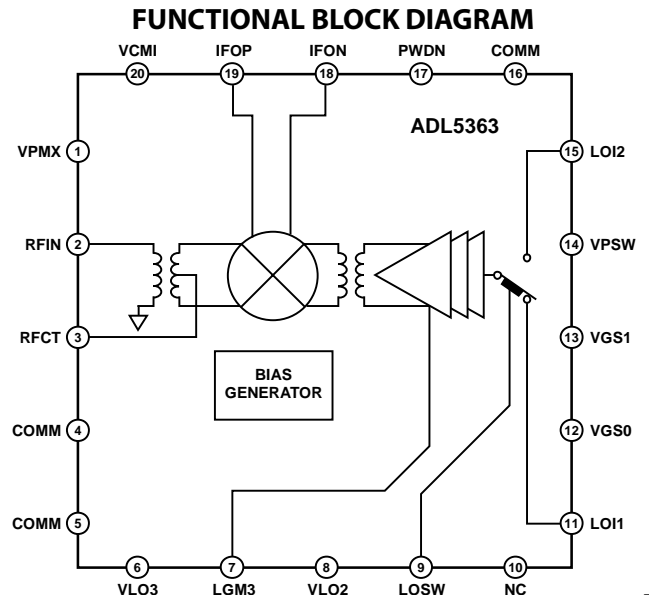 FUNCTIONAL BLOCK DIAGRAM
VCMI IFOP IFON PWDN COMM
20 19 18 17 16
ADL5363
VPMX 1
15 LOI2
RFIN 2
14 VPSW
RFCT 3
13 VGS1
BIAS
GENERATOR
COMM 4
12 VGS0
COMM 5
11 LOI1
6 7 8 9 10
VLO3 LGM3 VLO2 LOSW NC